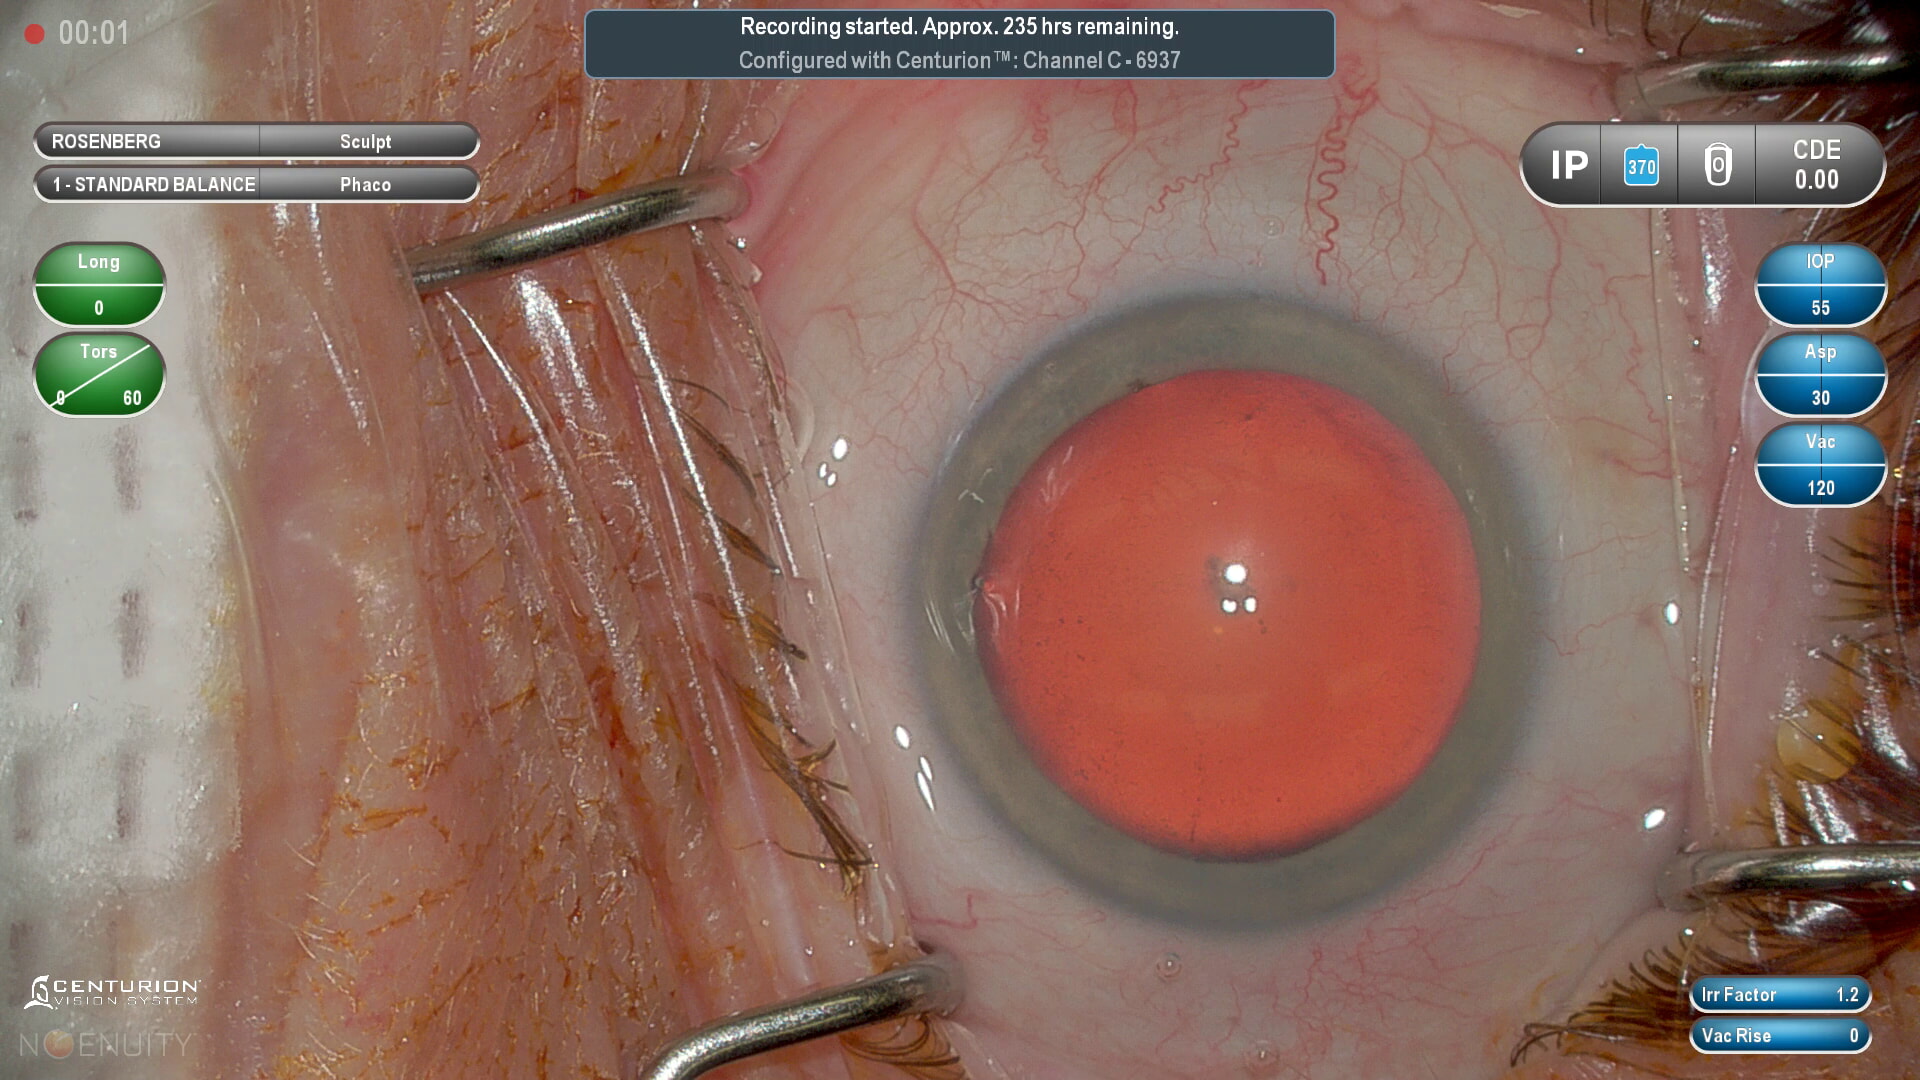 00:01
Recording started. Approx. 235 hrs remaining.
Configured with Centurion™: Channel C - 6937
ROSENBERG Sculpt
1 - STANDARD BALANCE Phaco
IP 370 0 CDE 0.00
Long
0
Tors
0 60
IOP
55
Asp
30
Vac
120
CENTURION
VISION SYSTEM
NGENUITY
Irr Factor 1.2
Vac Rise 0